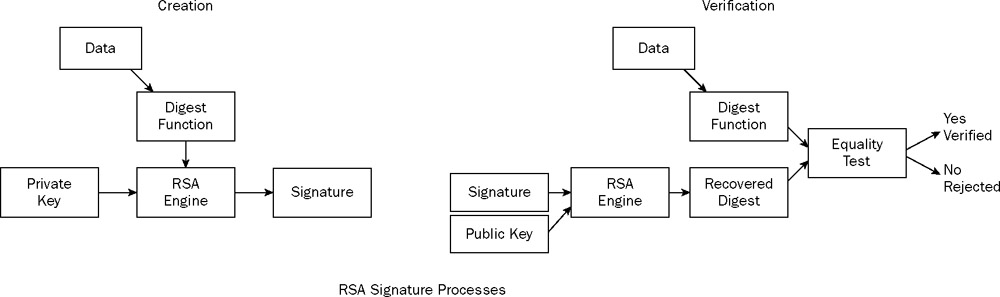 Creation
Data
Digest
Function
Private
Key
RSA
Engine
Signature
Verification
Data
Digest
Function
Equality
Test
Yes
Verified
No
Rejected
Signature
Public Key
RSA
Engine
Recovered
Digest
RSA Signature Processes